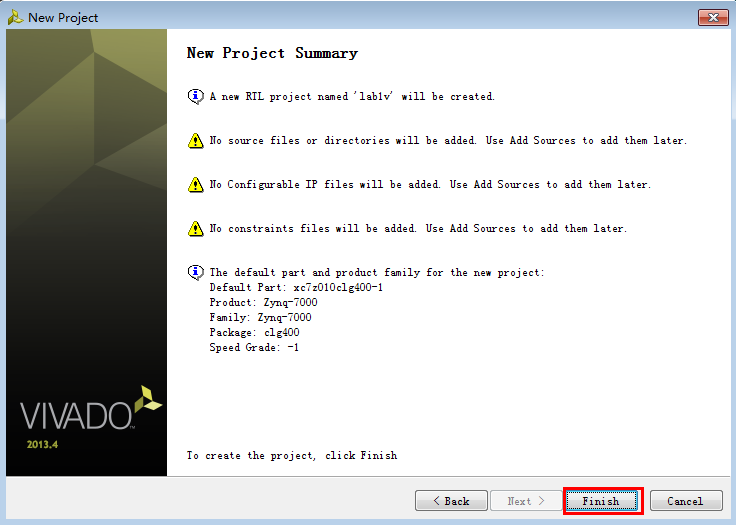 New Project
New Project Summary
A new RTL project named 'lab1v' will be created.
No source files or directories will be added. Use Add Sources to add them later.
No Configurable IP files will be added. Use Add Sources to add them later.
No constraints files will be added. Use Add Sources to add them later.
The default part and product family for the new project:
Default Part: xc7z010clg400-1
Product: Zynq-7000
Family: Zynq-7000
Package: clg400
Speed Grade: -1
VIVADO™
2013.4
To create the project, click Finish
< Back
Next >
Finish
Cancel